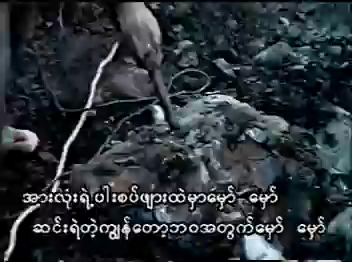 အားလုံးရဲ့ပါးစပ်ဖျားထဲမှာမှော် မှော်
ဆင်းရဲတဲ့ကျွန်တော့ဘဝအတွက်မှော် မှော်